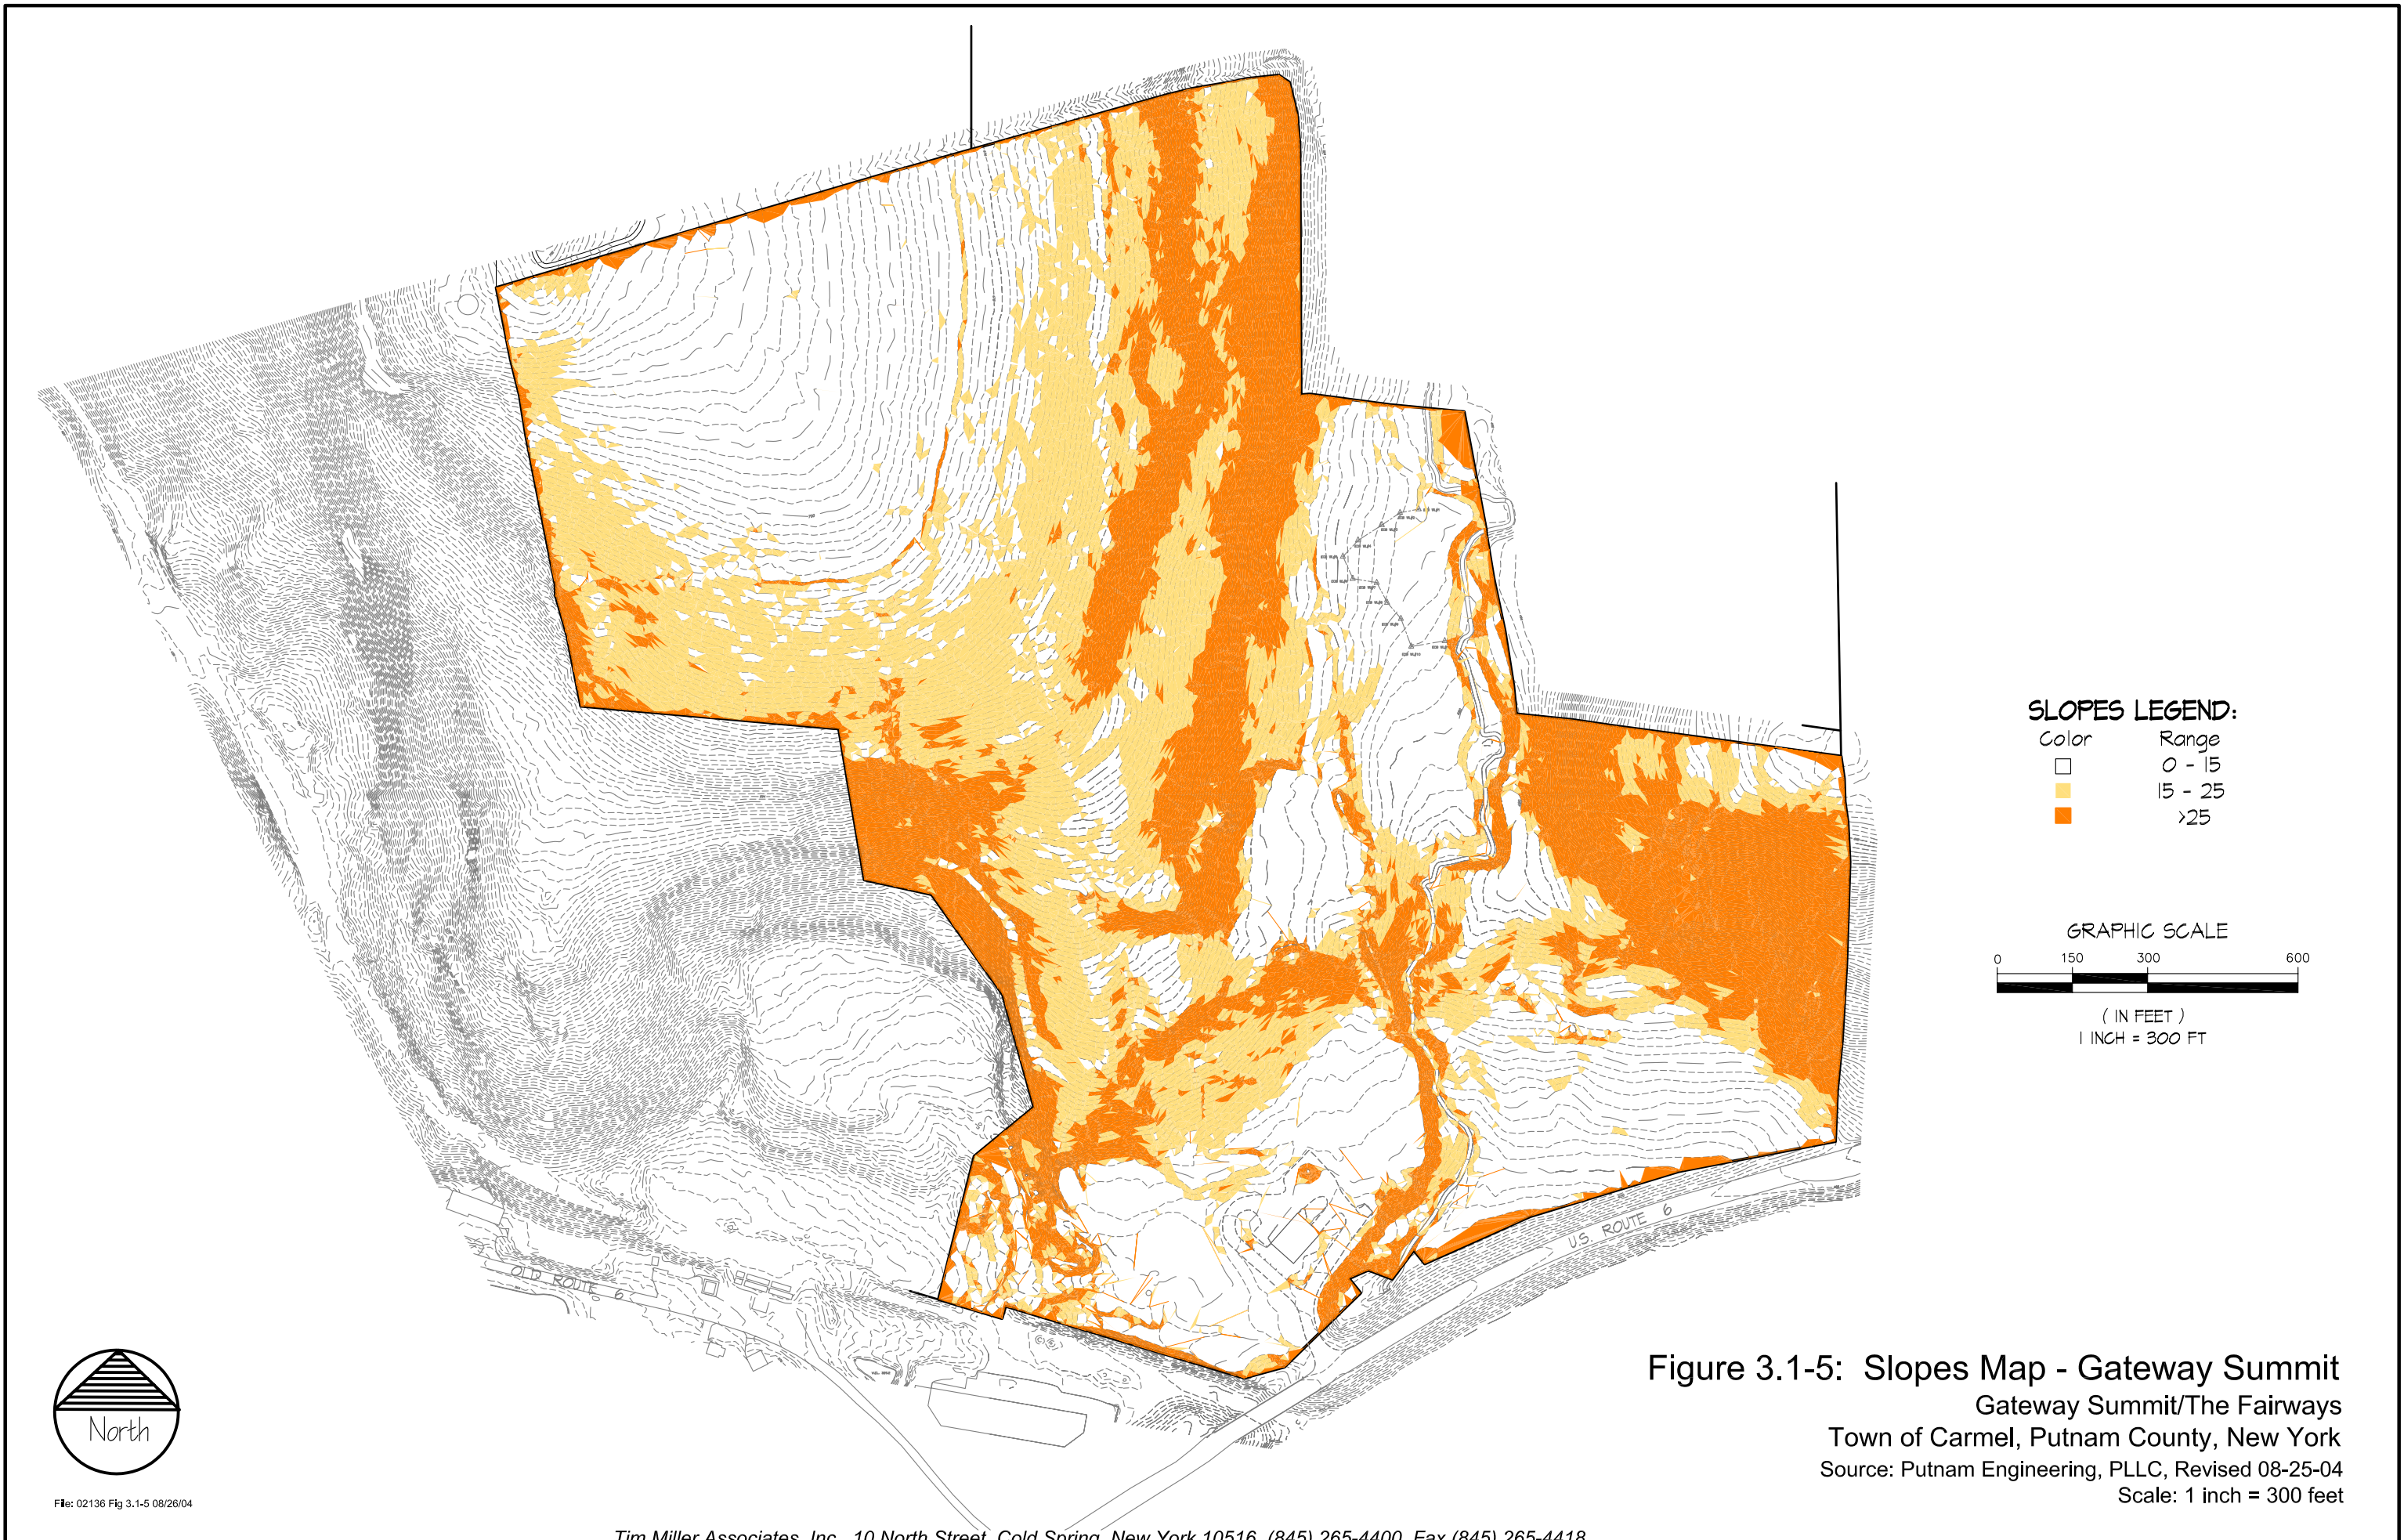 SLOPES LEGEND:
Color Range
0 - 15
15 - 25
>25
GRAPHIC SCALE
0 150 300 600
( IN FEET )
1 INCH = 300 FT
U.S. ROUTE 6
OLD ROUTE 6
North
File: 02136 Fig 3.1-5 08/26/04
Figure 3.1-5: Slopes Map - Gateway Summit
Gateway Summit/The Fairways
Town of Carmel, Putnam County, New York
Source: Putnam Engineering, PLLC, Revised 08-25-04
Scale: 1 inch = 300 feet
Tim Miller Associates, Inc., 10 North Street, Cold Spring, New York 10516 (845) 265-4400 Fax (845) 265-4418